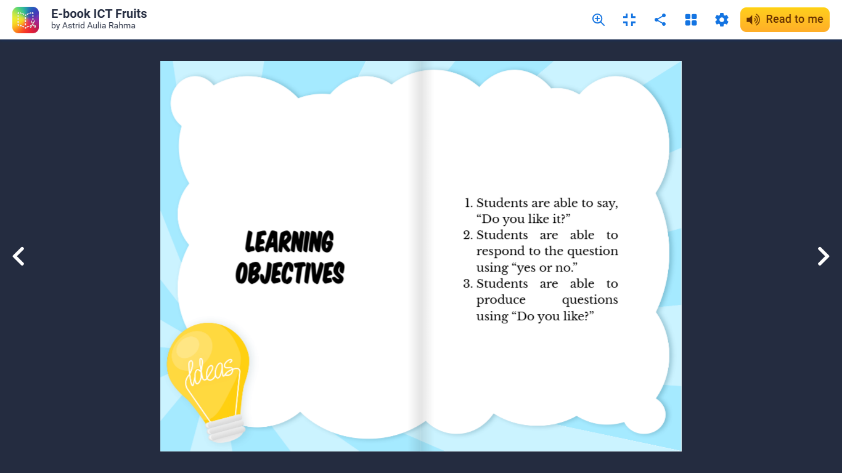 E-book ICT Fruits
by Astrid Aulia Rahma
Read to me
LEARNING
OBJECTIVES
Ideas
1. Students are able to say,
“Do you like it?”
2. Students are able to
respond to the question
using “yes or no.”
3. Students are able to
produce questions
using “Do you like?”